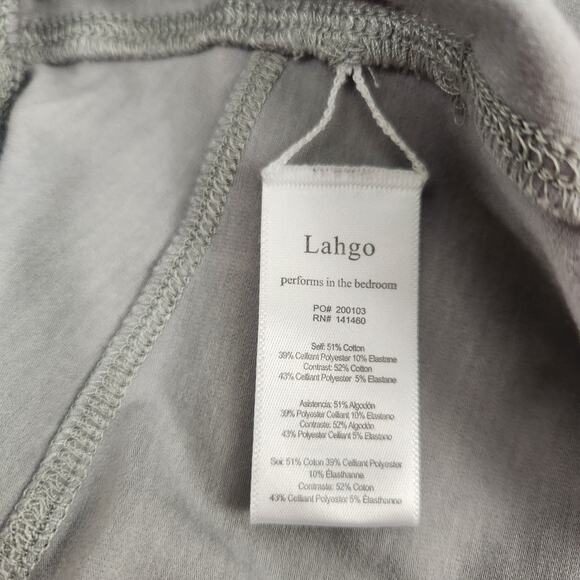 Lahgo
performs in the bedroom
PO# 200103
RN# 141460
Self: 51% Cotton
39% Celliant Polyester 10% Elastane
Contrast: 52% Cotton
43% Celliant Polyester 5% Elastane
Asistencia: 51% Algodón
39% Polyester Celliant 10% Elastano
Contraste: 52% Algodón
43% Polyester Celliant 5% Elastano
Soi: 51% Coton 39% Celliant Polyester
10% Élasthanne
Contraste: 52% Coton
43% Celliant Polyester 5% Élasthanne